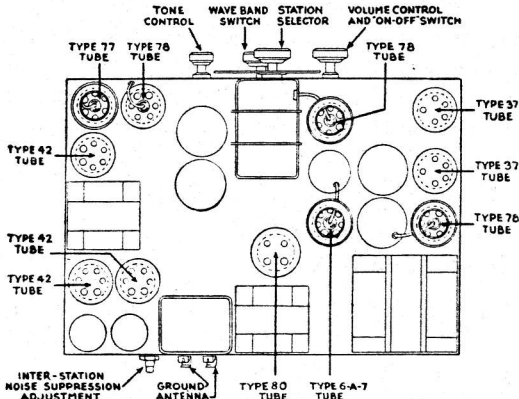 TONE
CONTROL
WAVE BAND
SWITCH
STATION
SELECTOR
VOLUME CONTROL
AND "ON-OFF" SWITCH
TYPE 77
TUBE
TYPE 78
TUBE
TYPE 78
TUBE
TYPE 37
TUBE
TYPE 42
TUBE
TYPE 37
TUBE
TYPE 78
TUBE
TYPE 42
TUBE
TYPE 42
TUBE
INTER-STATION
NOISE SUPPRESSION
ADJUSTMENT
GROUND
ANTENNA
TYPE 80
TUBE
TYPE 6-A-7
TUBE